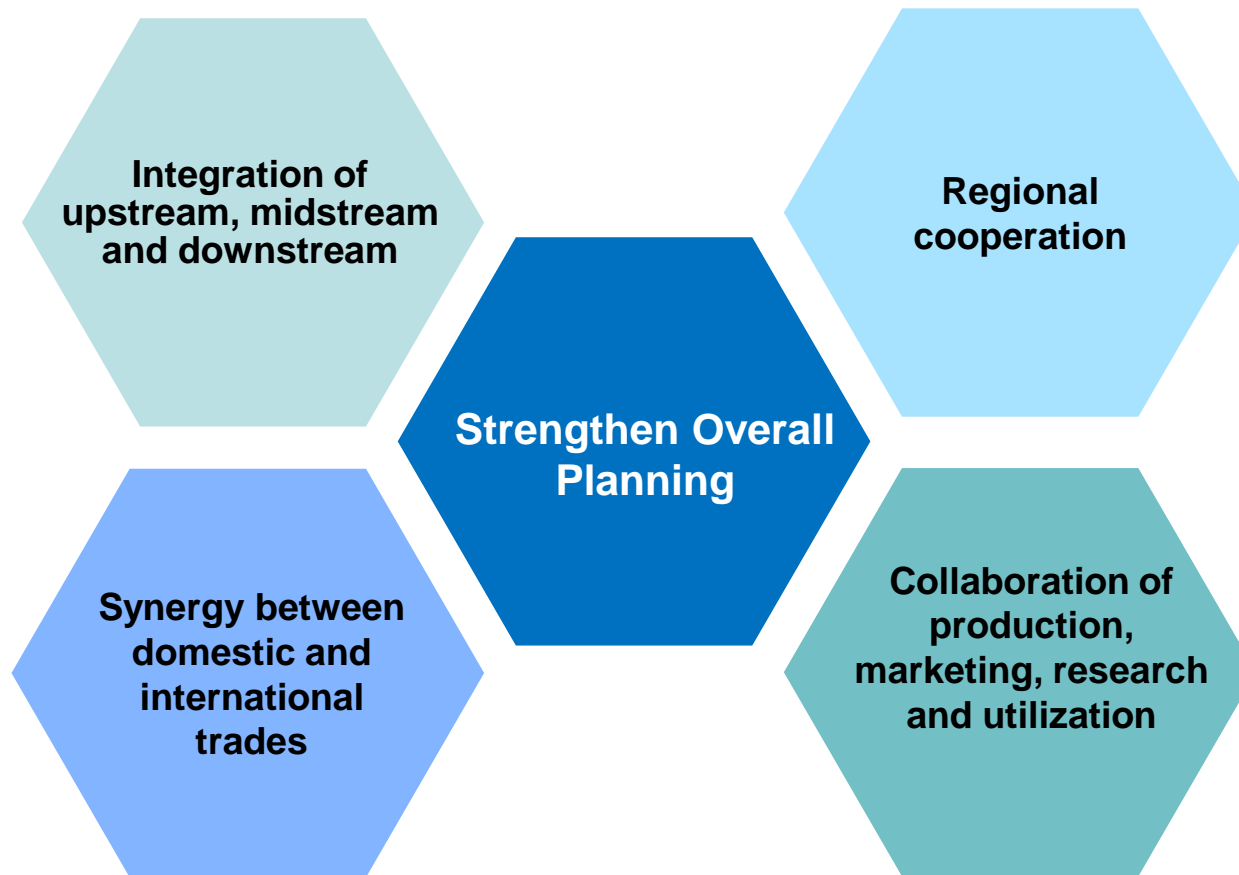 Integration of
upstream, midstream
and downstream
Regional
cooperation
Strengthen Overall
Planning
Synergy between
domestic and
international
trades
Collaboration of
production,
marketing, research
and utilization